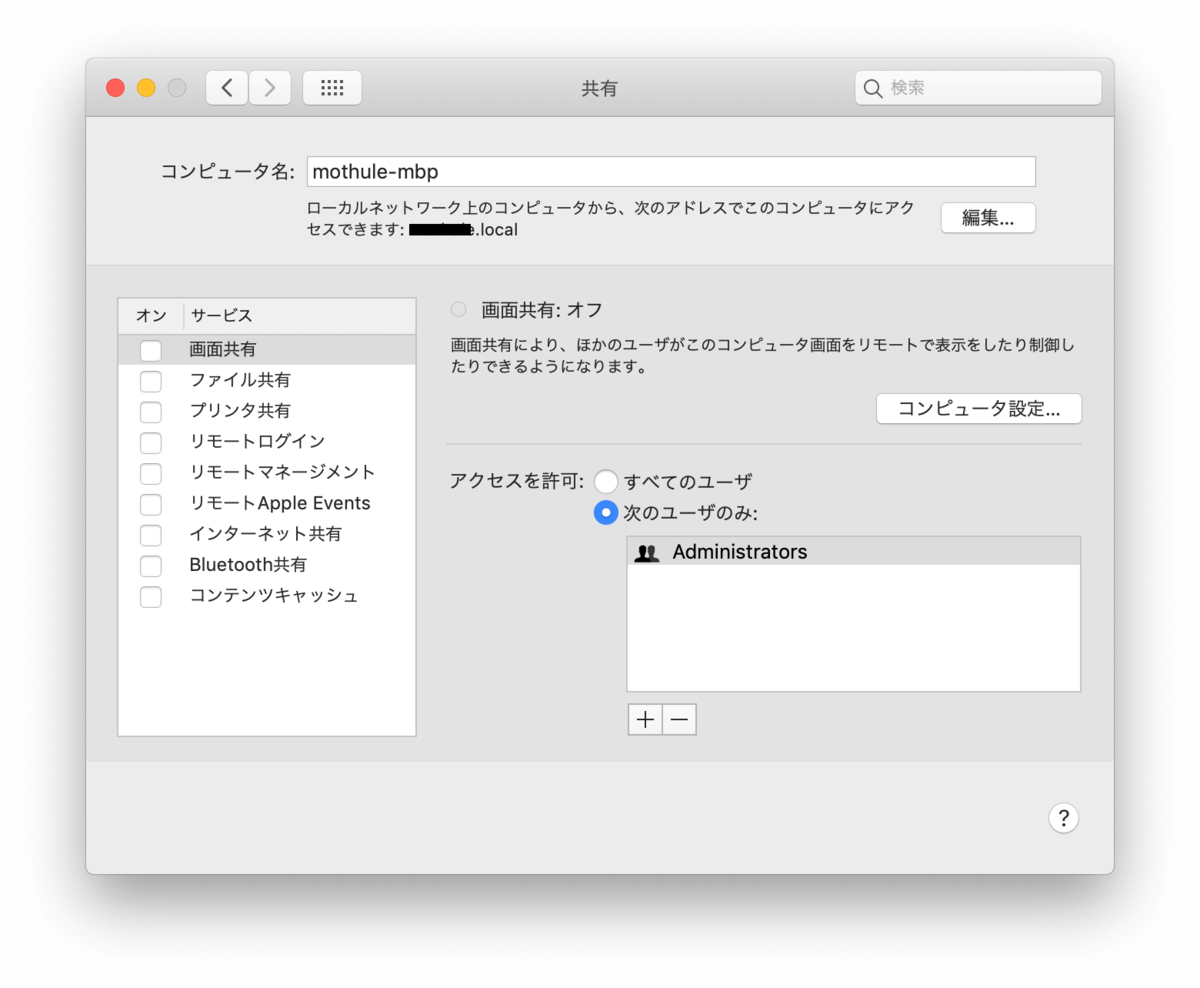 共有
検索
コンピュータ名: mothule-mbp
ローカルネットワーク上のコンピュータから、次のアドレスでこのコンピュータにアク
セスできます: e.local
編集...
オン サービス
画面共有
ファイル共有
プリンタ共有
リモートログイン
リモートマネージメント
リモートApple Events
インターネット共有
Bluetooth共有
コンテンツキャッシュ
画面共有: オフ
画面共有により、ほかのユーザがこのコンピュータ画面をリモートで表示をしたり制御し
たりできるようになります。
コンピュータ設定...
アクセスを許可: すべてのユーザ
次のユーザのみ:
Administrators
+ −
?